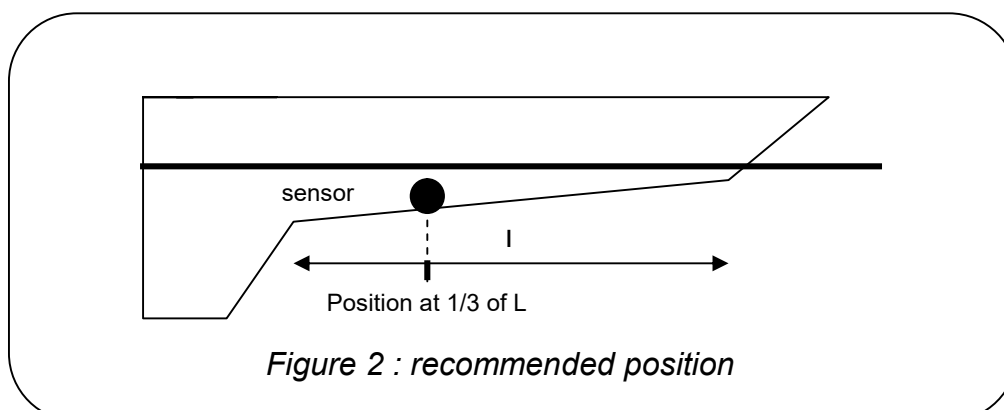 sensor
l
Position at 1/3 of L
Figure 2 : recommended position